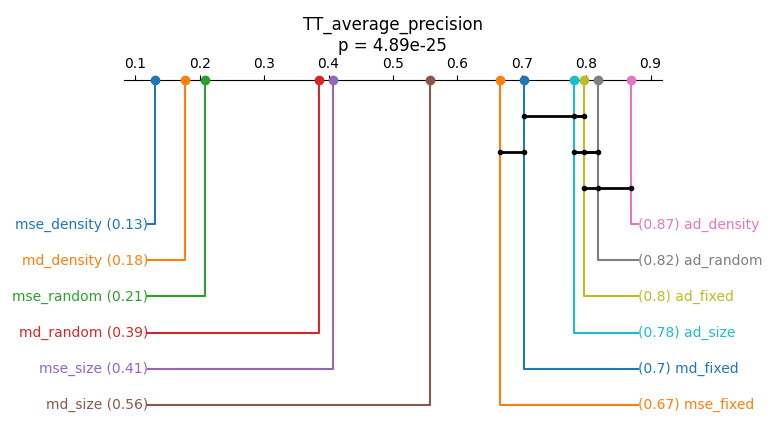 TT_average_precision
p = 4.89e-25
0.1 0.2 0.3 0.4 0.5 0.6 0.7 0.8 0.9
mse_density (0.13) (0.87) ad_density
md_density (0.18) (0.82) ad_random
mse_random (0.21) (0.8) ad_fixed
md_random (0.39) (0.78) ad_size
mse_size (0.41) (0.7) md_fixed
md_size (0.56) (0.67) mse_fixed